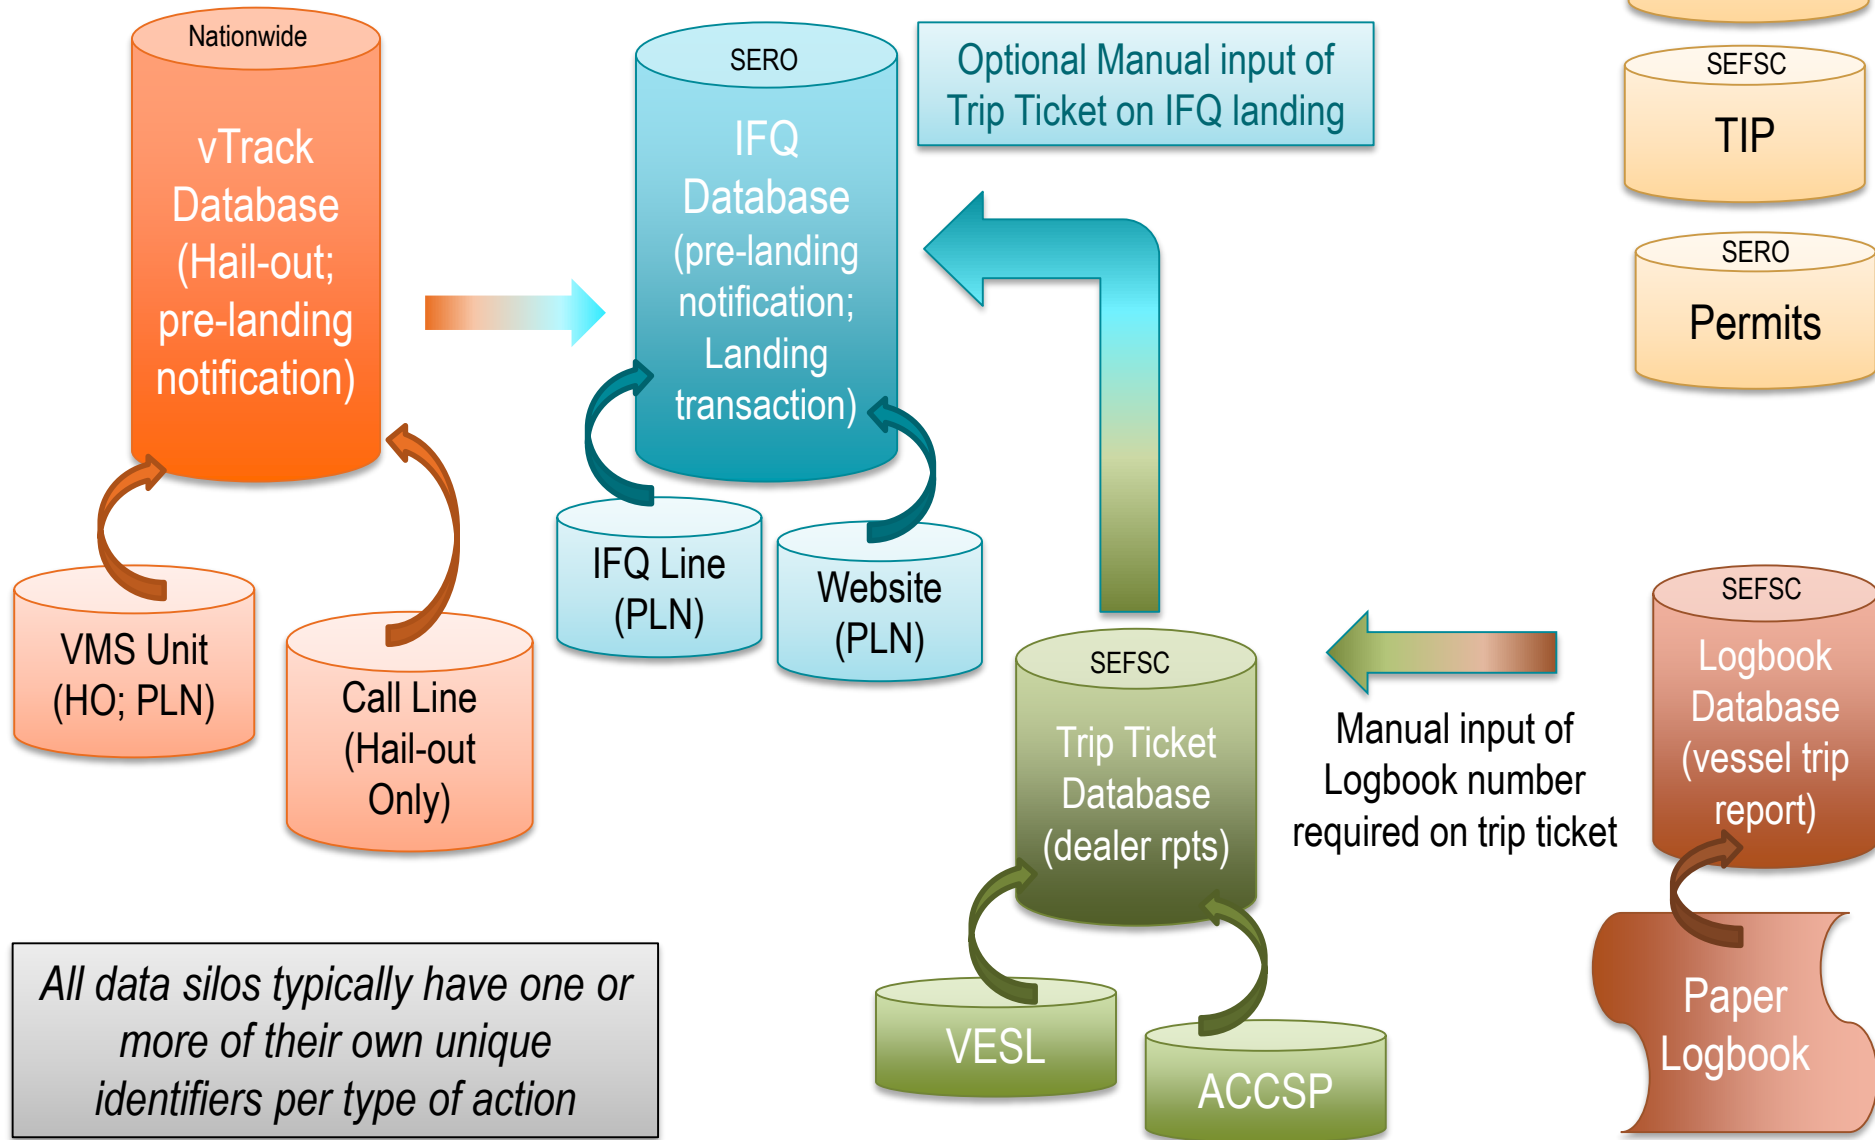 Nationwide
vTrack
Database
(Hail-out;
pre-landing
notification)
VMS Unit
(HO; PLN)
Call Line
(Hail-out
Only)
SERO
IFQ
Database
(pre-landing
notification;
Landing
transaction)
IFQ Line
(PLN)
Website
(PLN)
Optional Manual input of
Trip Ticket on IFQ landing
SEFSC
TIP
SERO
Permits
SEFSC
Trip Ticket
Database
(dealer rpts)
VESL
ACCSP
Manual input of
Logbook number
required on trip ticket
SEFSC
Logbook
Database
(vessel trip
report)
Paper
Logbook
All data silos typically have one or
more of their own unique
identifiers per type of action